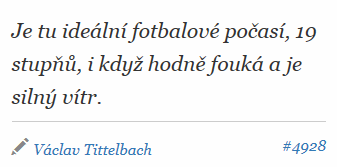 Je tu ideální fotbalové počasí, 19
stupňů, i když hodně fouká a je
silný vítr.
Václav Tittelbach
#4928